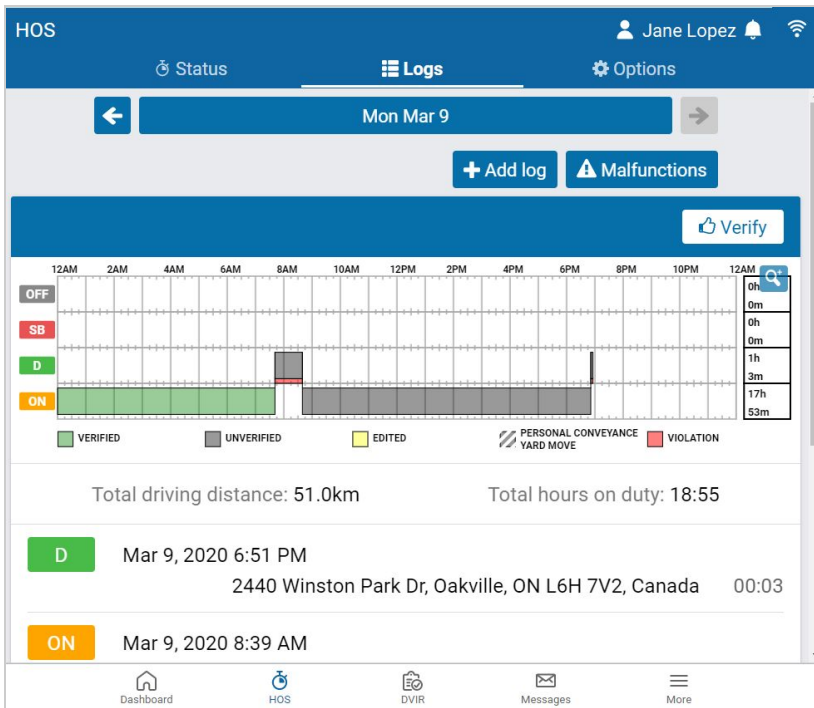 HOS
Jane Lopez
Status
Logs
Options
Mon Mar 9
Add log
Malfunctions
Verify
12AM 2AM 4AM 6AM 8AM 10AM 12PM 2PM 4PM 6PM 8PM 10PM 12AM
OFF
0h
0m
SB
0h
0m
D
1h
3m
ON
17h
53m
VERIFIED
UNVERIFIED
EDITED
PERSONAL CONVEYANCE
YARD MOVE
VIOLATION
Total driving distance: 51.0km
Total hours on duty: 18:55
D
Mar 9, 2020 6:51 PM
2440 Winston Park Dr, Oakville, ON L6H 7V2, Canada 00:03
ON
Mar 9, 2020 8:39 AM
Dashboard
HOS
DVIR
Messages
More